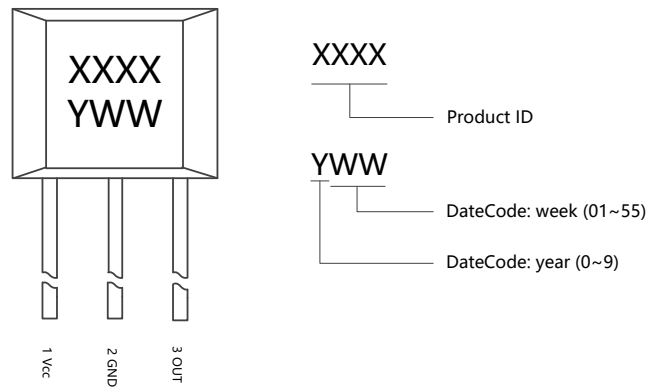 XXXX
YWW
1 Vcc
2 GND
3 OUT
XXXX
Product ID
YWW
DateCode: week (01~55)
DateCode: year (0~9)